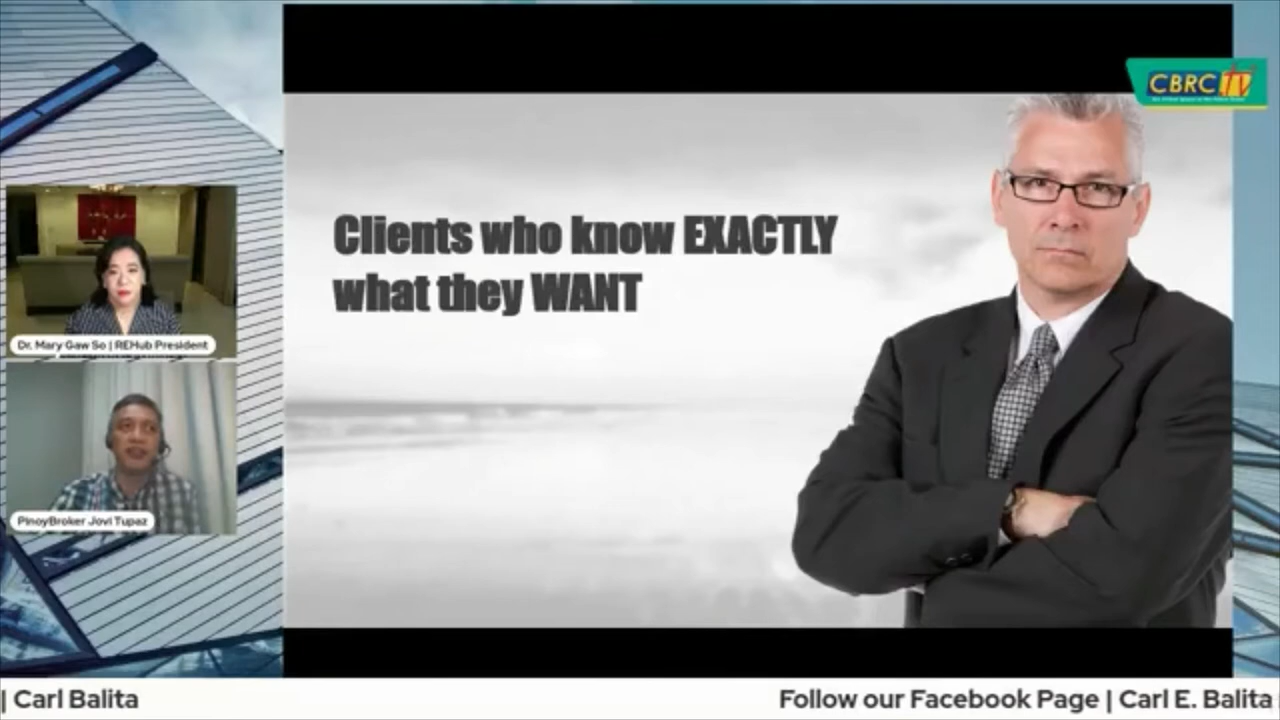 CBRC TV
Clients who know EXACTLY
what they WANT
Dr. Mary Gaw So | REHub President
PinoyBroker Jovi Tupaz
| Carl Balita
Follow our Facebook Page | Carl E. Balita